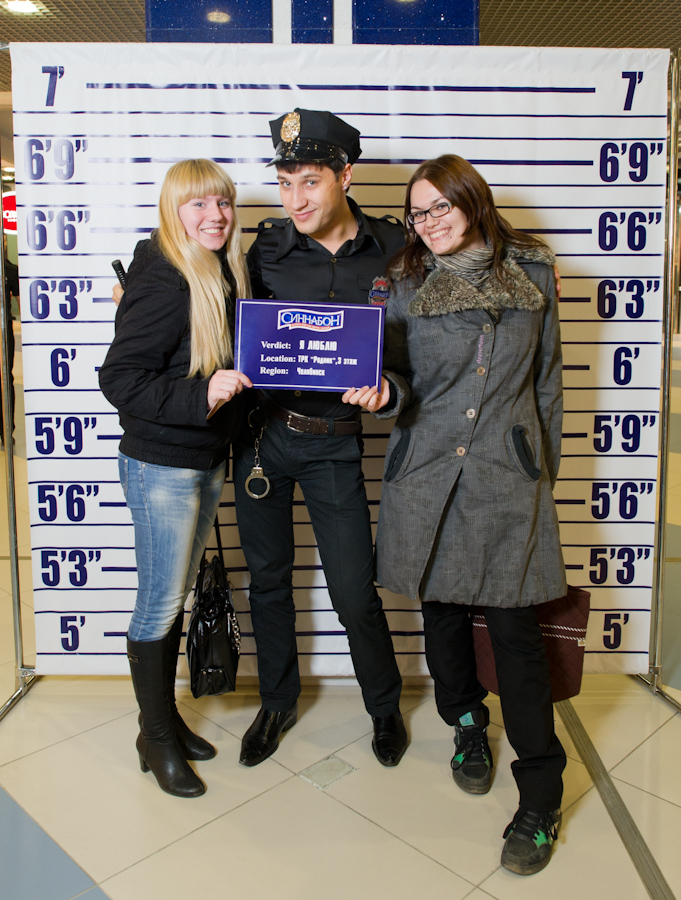 7' 7'
6'9" 6'9"
6'6" 6'6"
6'3" 6'3"
6' 6'
5'9" 5'9"
5'6" 5'6"
5'3" 5'3"
5' 5'
СИННАБОН
Verdict: Я ЛЮБЛЮ
Location: ТРК "Родник", 3 этаж
Region: Челябинск